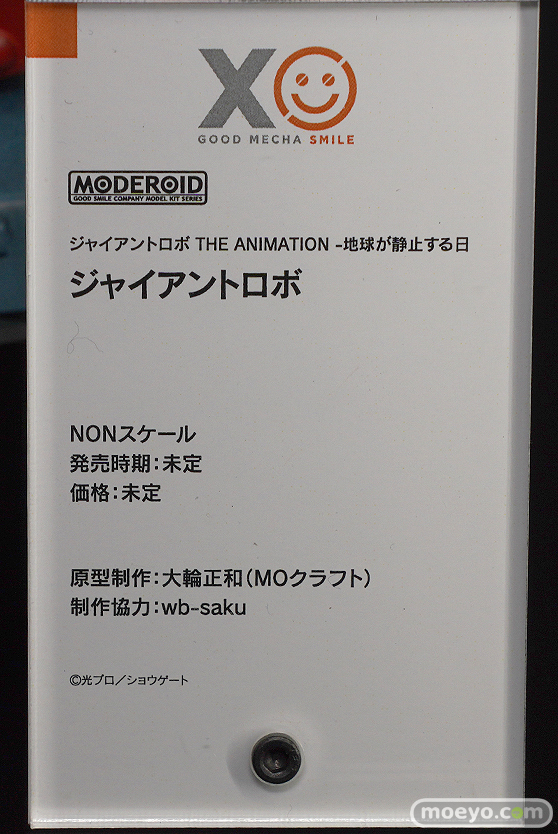 XO
GOOD MECHA SMILE
MODEROID
GOOD SMILE COMPANY MODEL KIT SERIES
ジャイアントロボ THE ANIMATION -地球が静止する日
ジャイアントロボ
NONスケール
発売時期：未定
価格：未定
原型制作：大輪正和（MOクラフト）
制作協力：wb-saku
©光プロ／ショウゲート
moeyo.com